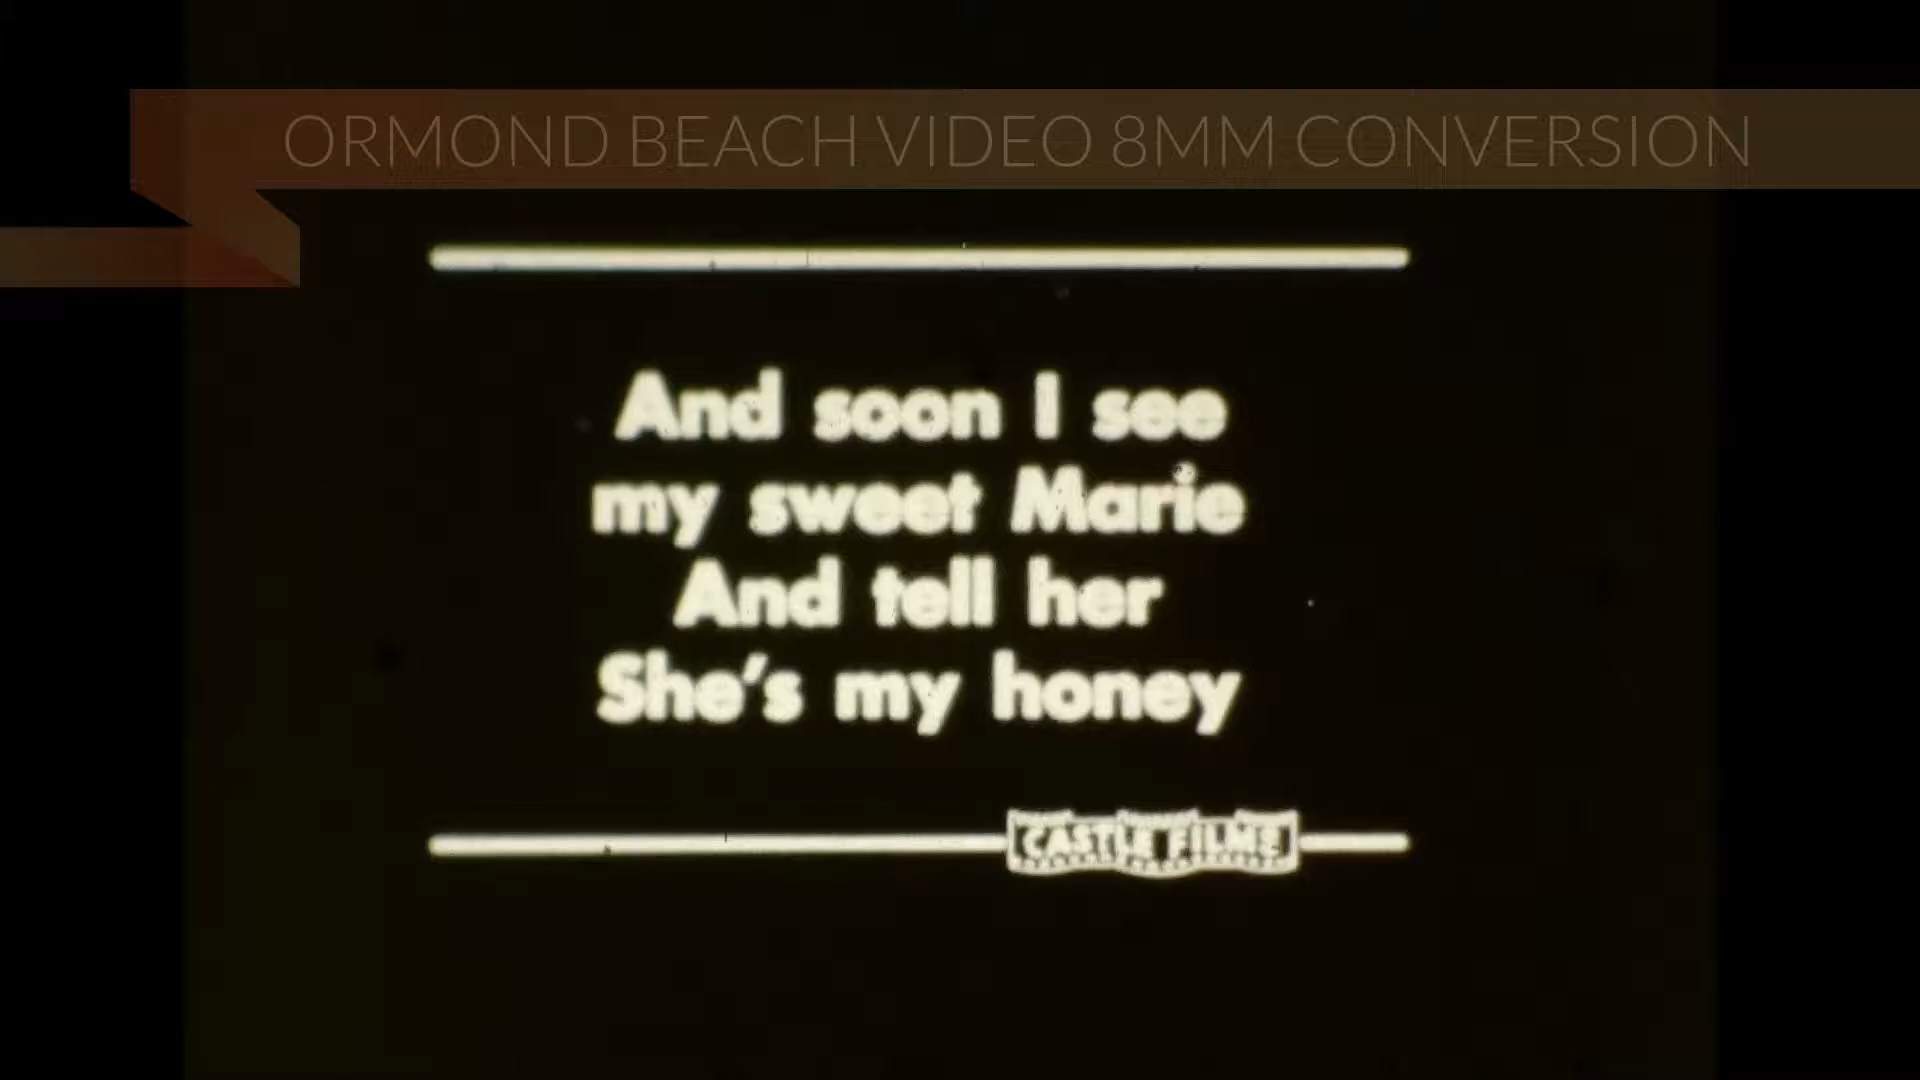 ORMOND BEACH VIDEO 8MM CONVERSION
And soon I see
my sweet Marie
And tell her
She's my honey
CASTLE FILMS